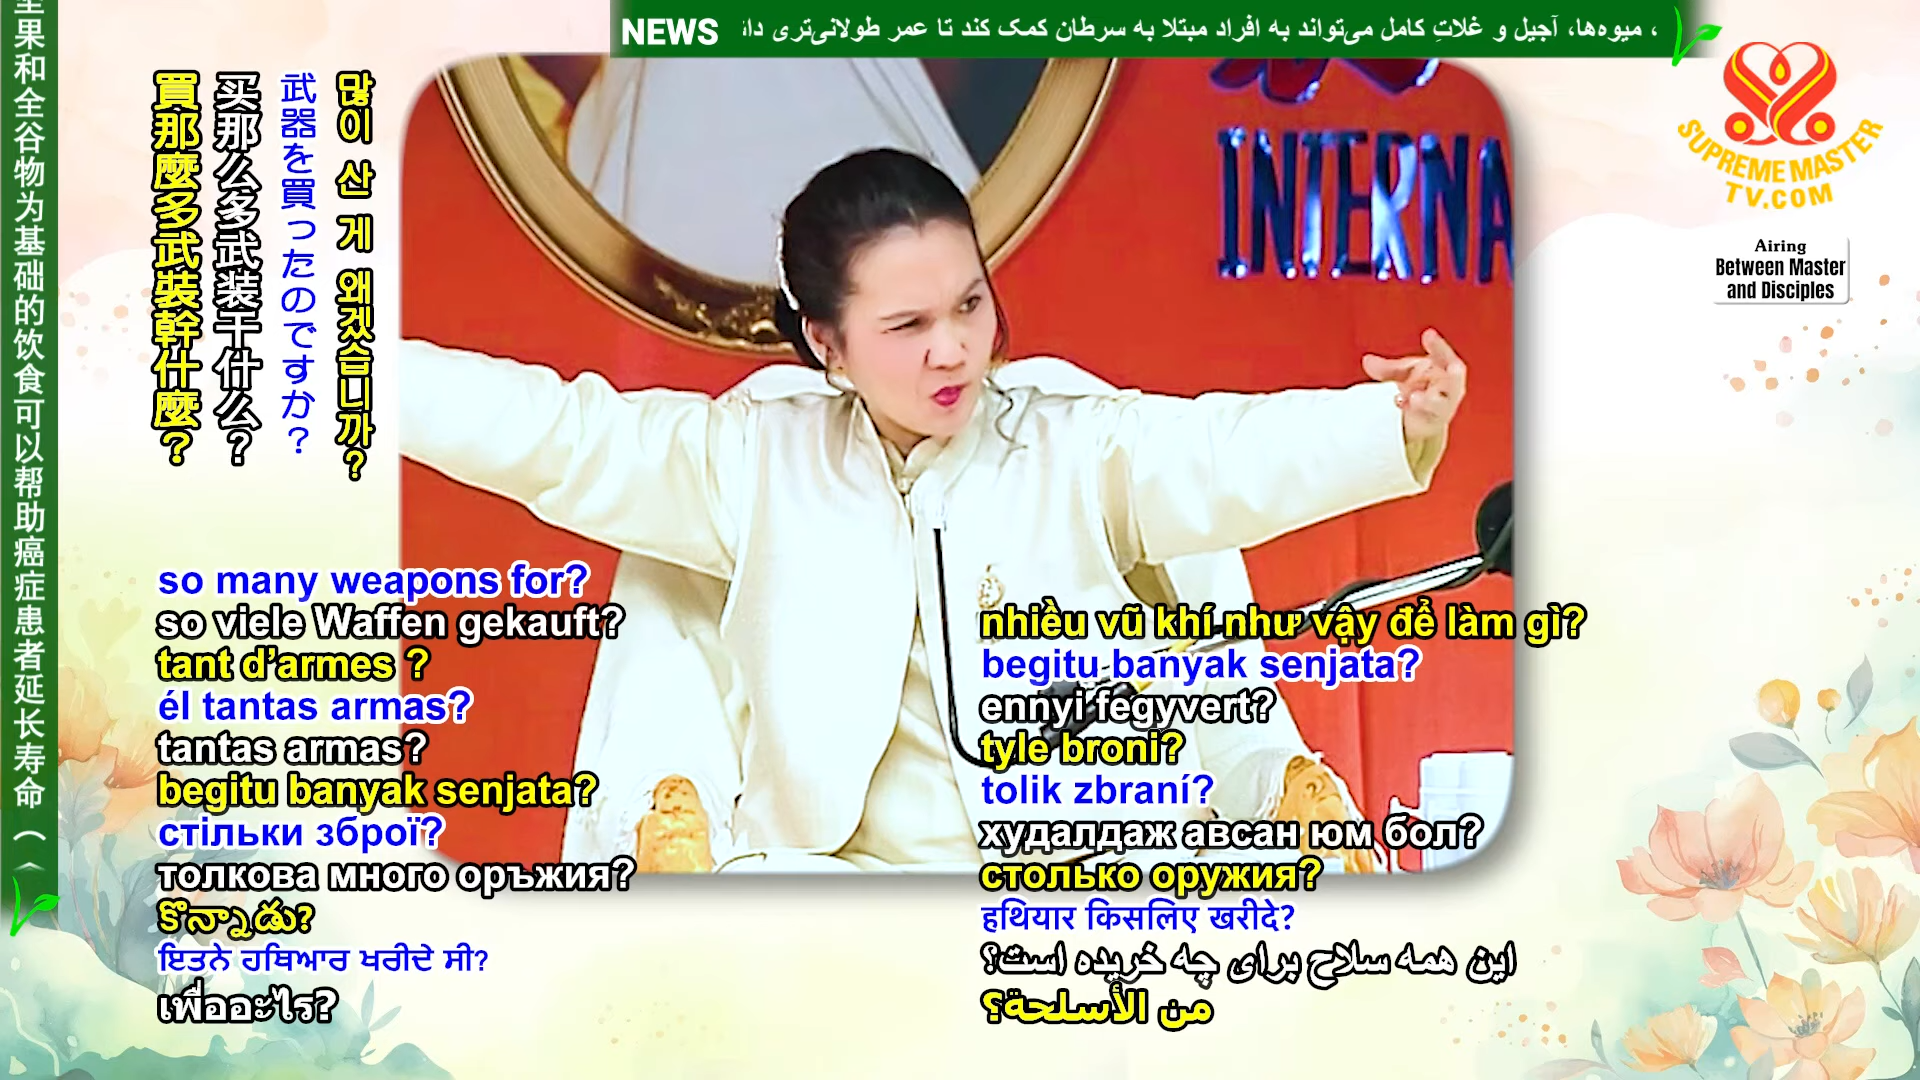 NEWS
، میوه‌ها، آجیل و غلاتِ کامل می‌تواند به افراد مبتلا به سرطان کمک کند تا عمر طولانی‌تری
果和全谷物为基础的饮食可以帮助癌症患者延长寿命（
많이 산 게 왜겠습니까?
武器を買ったのですか?
买那么多武装干什么?
買那麼多武裝幹什麼?
INTERNA
SUPREME MASTER
TV.COM
Airing
Between Master
and Disciples
so many weapons for?
so viele Waffen gekauft?
tant d’armes ?
él tantas armas?
tantas armas?
begitu banyak senjata?
стільки зброї?
толкова много оръжия?
కొన్నాడు?
ਇਤਨੇ ਹਥਿਆਰ ਖਰੀਦੇ ਸੀ?
เพื่ออะไร?
nhiều vũ khí như vậy để làm gì?
begitu banyak senjata?
ennyi fegyvert?
tyle broni?
tolik zbraní?
худалдаж авсан юм бол?
столько оружия?
हथियार किसलिए खरीदे?
این همه سلاح برای چه خریده است؟
من الأسلحة؟